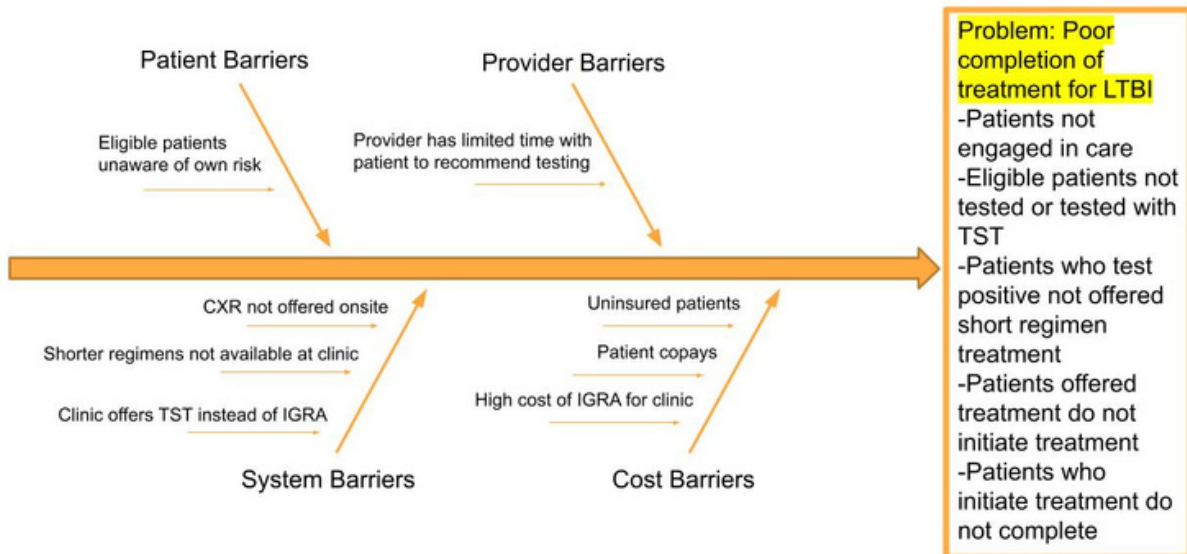 Patient Barriers
Provider Barriers
Eligible patients
unaware of own risk
Provider has limited time with
patient to recommend testing
CXR not offered onsite
Shorter regimens not available at clinic
Clinic offers TST instead of IGRA
System Barriers
Uninsured patients
Patient copays
High cost of IGRA for clinic
Cost Barriers
Problem: Poor
completion of
treatment for LTBI
-Patients not
engaged in care
-Eligible patients not
tested or tested with
TST
-Patients who test
positive not offered
short regimen
treatment
-Patients offered
treatment do not
initiate treatment
-Patients who
initiate treatment do
not complete